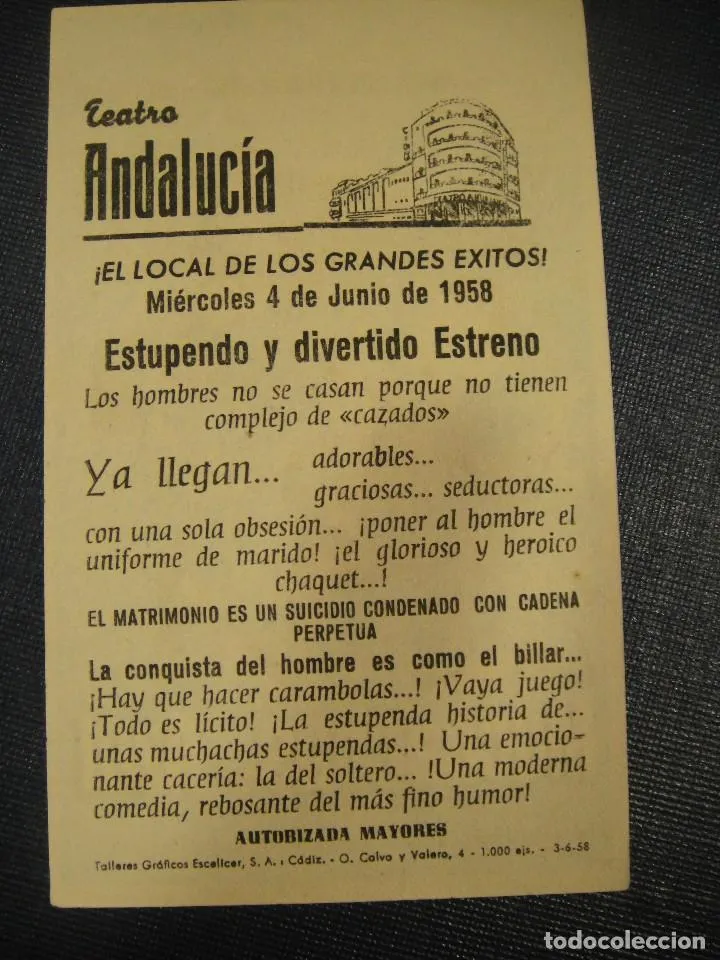 Teatro
Andalucía
TEATRO ANDALUCIA
¡EL LOCAL DE LOS GRANDES EXITOS!
Miércoles 4 de Junio de 1958
Estupendo y divertido Estreno
Los hombres no se casan porque no tienen
complejo de «cazados»
Ya llegan... adorables...
graciosas... seductoras...
con una sola obsesión... ¡poner al hombre el
uniforme de marido! ¡el glorioso y heroico
chaquet...!
EL MATRIMONIO ES UN SUICIDIO CONDENADO CON CADENA
PERPETUA
La conquista del hombre es como el billar...
¡Hay que hacer carambolas...! ¡Vaya juego!
¡Todo es lícito! ¡La estupenda historia de...
unas muchachas estupendas...! Una emocio-
nante cacería: la del soltero... !Una moderna
comedia, rebosante del más fino humor!
AUTOBIZADA MAYORES
Talleres Gráficos Escelicer, S. A. , Cádiz. - O. Calvo y Valero, 4 - 1.000 ejs. - 3-6-58
todocoleccion